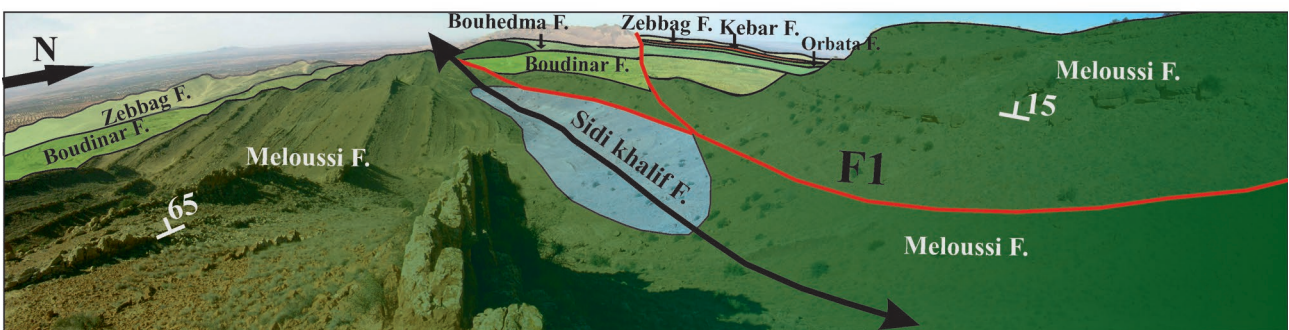 N
Bouhedma F.
Zebbag F.
Kebar F.
Orbata F.
Boudinar F.
Zebbag F.
Boudinar F.
Meloussi F.
65
Sidi khalif F.
Meloussi F.
15
F1
Meloussi F.